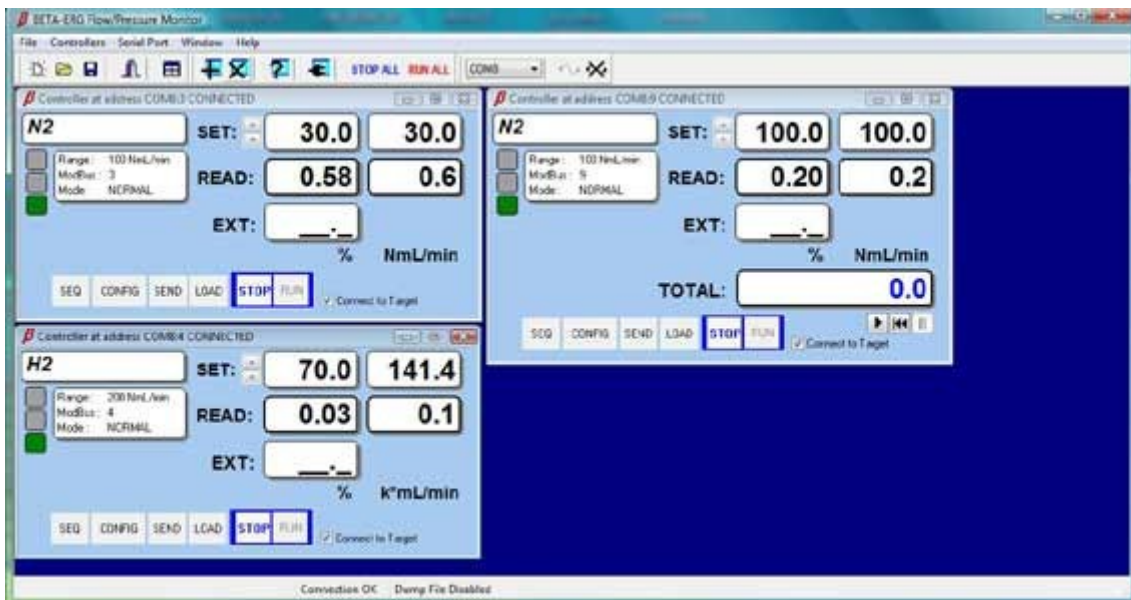 β BETA-ERG Flow/Pressure Monitor
File Controllers Serial Port Window Help
STOP ALL RUN ALL COM8
β Controller at address COM8:3 CONNECTED
N2
SET: 30.0 30.0
Range: 100 NmL/min
ModBus: 3
Mode: NORMAL
READ: 0.58 0.6
EXT: __._
% NmL/min
SEQ CONFIG SEND LOAD STOP RUN
Connect to Target
β Controller at address COM8:9 CONNECTED
N2
SET: 100.0 100.0
Range: 100 NmL/min
ModBus: 9
Mode: NORMAL
READ: 0.20 0.2
EXT: __._
% NmL/min
TOTAL: 0.0
SEQ CONFIG SEND LOAD STOP RUN
Connect to Target
β Controller at address COM8:4 CONNECTED
H2
SET: 70.0 141.4
Range: 200 NmL/min
ModBus: 4
Mode: NORMAL
READ: 0.03 0.1
EXT: __._
% k*mL/min
SEQ CONFIG SEND LOAD STOP RUN
Connect to Target
Connection OK Dump File Disabled